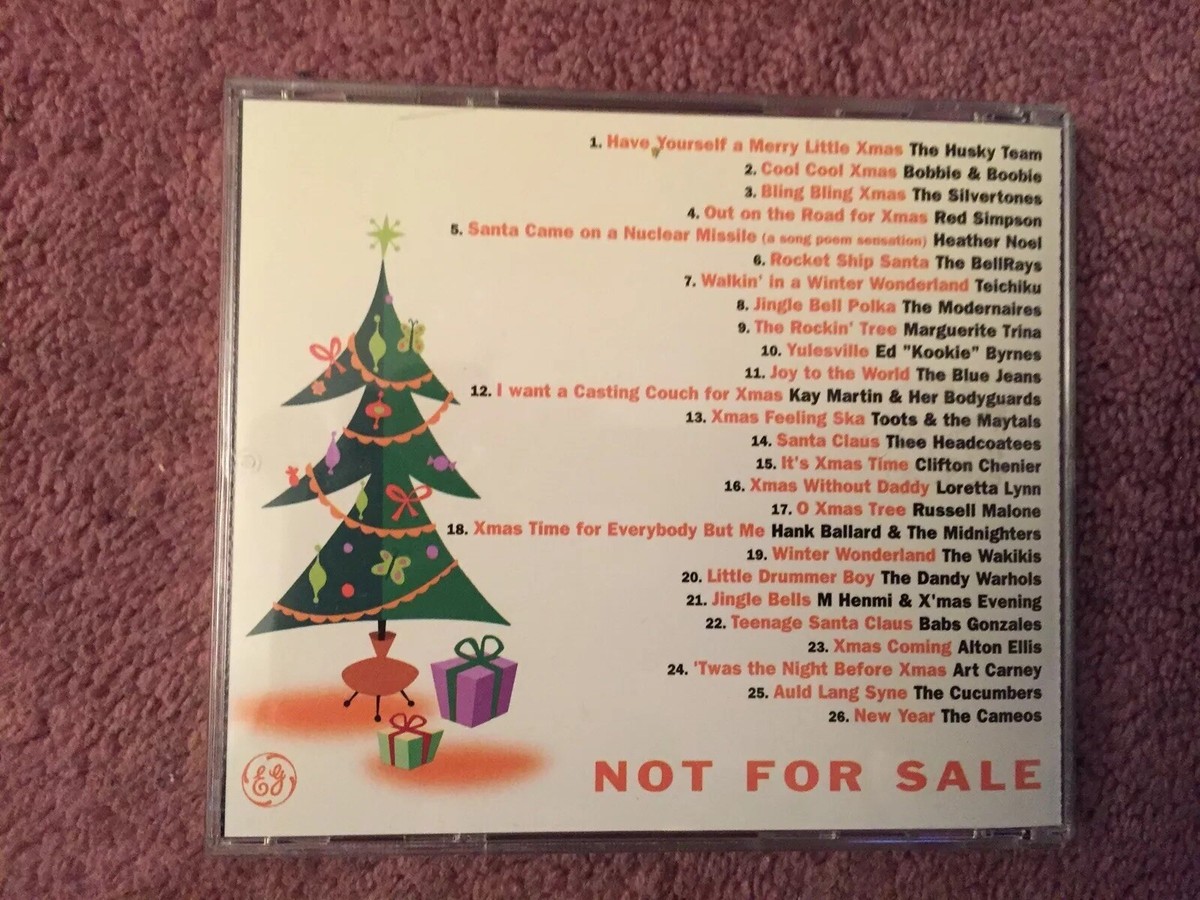 1. Have Yourself a Merry Little Xmas The Husky Team
2. Cool Cool Xmas Bobbie & Boobie
3. Bling Bling Xmas The Silvertones
4. Out on the Road for Xmas Red Simpson
5. Santa Came on a Nuclear Missile (a song poem sensation) Heather Noel
6. Rocket Ship Santa The BellRays
7. Walkin' in a Winter Wonderland Teichiku
8. Jingle Bell Polka The Modernaires
9. The Rockin' Tree Marguerite Trina
10. Yulesville Ed "Kookie" Byrnes
11. Joy to the World The Blue Jeans
12. I want a Casting Couch for Xmas Kay Martin & Her Bodyguards
13. Xmas Feeling Ska Toots & the Maytals
14. Santa Claus Thee Headcoatees
15. It's Xmas Time Clifton Chenier
16. Xmas Without Daddy Loretta Lynn
17. O Xmas Tree Russell Malone
18. Xmas Time for Everybody But Me Hank Ballard & The Midnighters
19. Winter Wonderland The Wakikis
20. Little Drummer Boy The Dandy Warhols
21. Jingle Bells M Henmi & X'mas Evening
22. Teenage Santa Claus Babs Gonzales
23. Xmas Coming Alton Ellis
24. 'Twas the Night Before Xmas Art Carney
25. Auld Lang Syne The Cucumbers
26. New Year The Cameos
EG
NOT FOR SALE